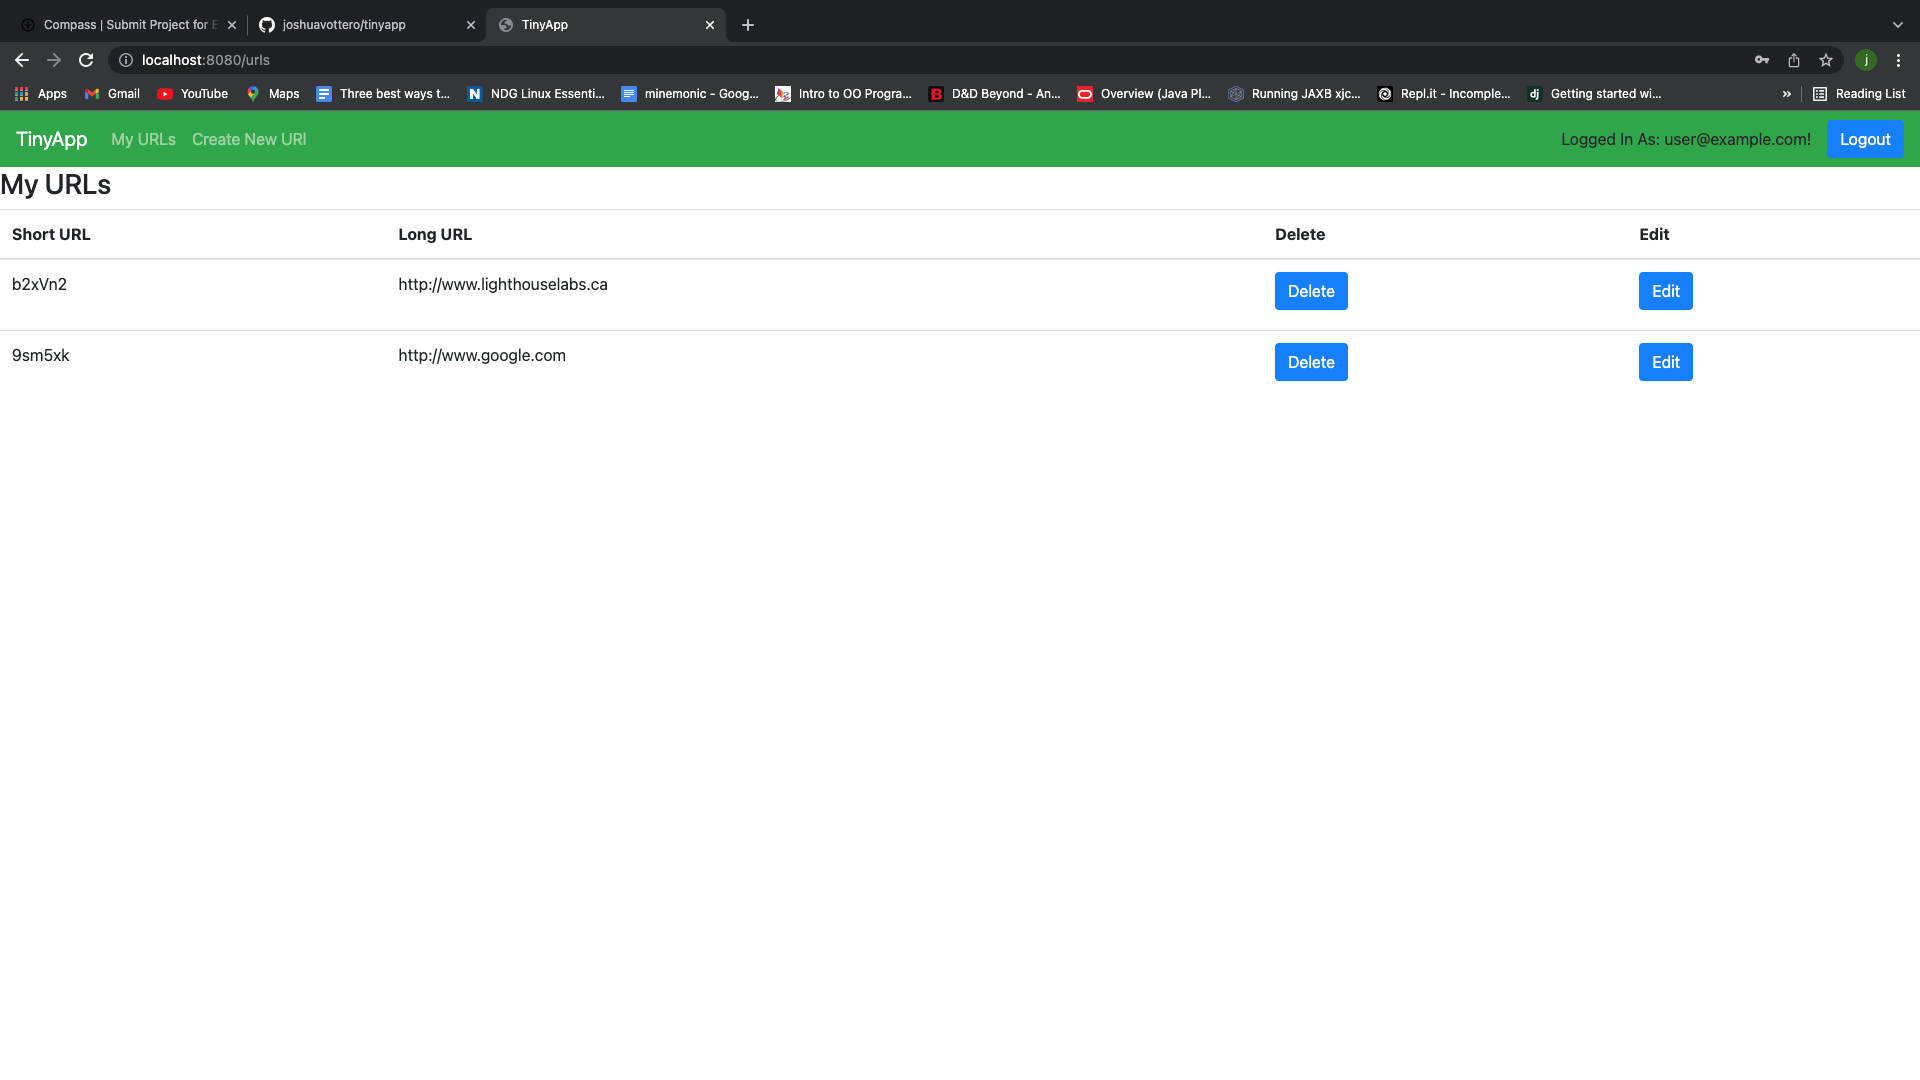 Compass | Submit Project for E
joshuavottero/tinyapp
TinyApp
localhost:8080/urls
j
Apps Gmail YouTube Maps Three best ways t... NDG Linux Essenti... minemonic - Goog... Intro to OO Progra... D&D Beyond - An... Overview (Java Pl... Running JAXB xjc... Repl.it - Incomple... Getting started wi... » Reading List
TinyApp My URLs Create New URl Logged In As: user@example.com! Logout
My URLs
Short URL Long URL Delete Edit
b2xVn2 http://www.lighthouselabs.ca Delete Edit
9sm5xk http://www.google.com Delete Edit